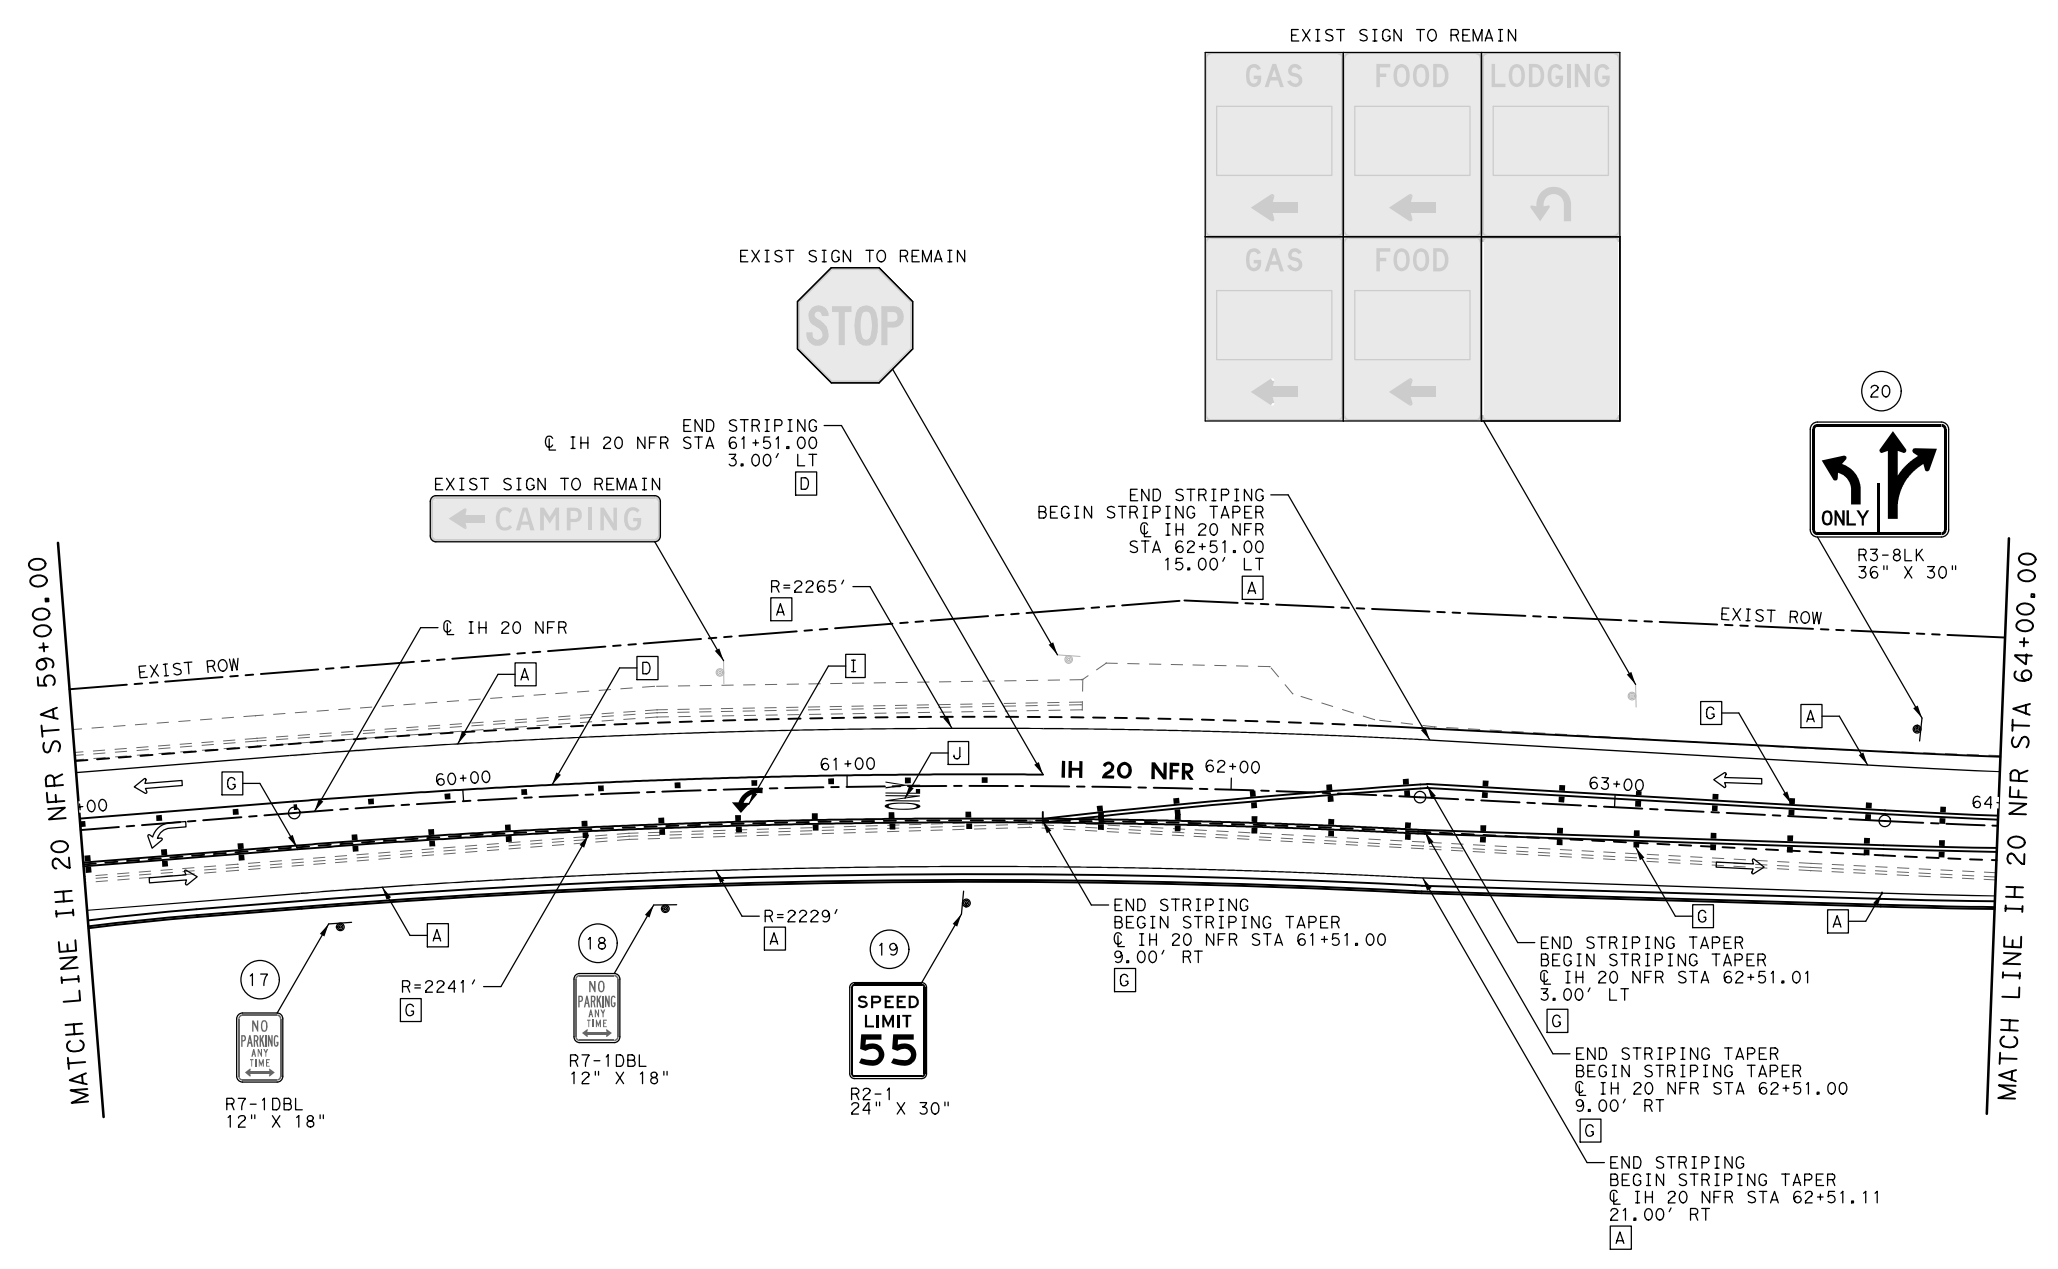 EXIST SIGN TO REMAIN
GAS
FOOD
LODGING
GAS
FOOD
EXIST SIGN TO REMAIN
STOP
20
ONLY
R3-8LK
36" X 30"
END STRIPING
℄ IH 20 NFR STA 61+51.00
3.00' LT
D
EXIST SIGN TO REMAIN
CAMPING
END STRIPING
BEGIN STRIPING TAPER
℄ IH 20 NFR
STA 62+51.00
15.00' LT
A
R=2265'
A
℄ IH 20 NFR
EXIST ROW
EXIST ROW
MATCH LINE IH 20 NFR STA 59+00.00
MATCH LINE IH 20 NFR STA 64+00.00
A
D
I
G
A
J
G
+00
60+00
61+00
IH 20 NFR
62+00
63+00
64
A
R=2229'
A
G
A
17
NO
PARKING
ANY
TIME
R7-1DBL
12" X 18"
R=2241'
G
18
NO
PARKING
ANY
TIME
R7-1DBL
12" X 18"
19
SPEED
LIMIT
55
R2-1
24" X 30"
END STRIPING
BEGIN STRIPING TAPER
℄ IH 20 NFR STA 61+51.00
9.00' RT
G
END STRIPING TAPER
BEGIN STRIPING TAPER
℄ IH 20 NFR STA 62+51.01
3.00' LT
G
END STRIPING TAPER
BEGIN STRIPING TAPER
℄ IH 20 NFR STA 62+51.00
9.00' RT
G
END STRIPING
BEGIN STRIPING TAPER
℄ IH 20 NFR STA 62+51.11
21.00' RT
A